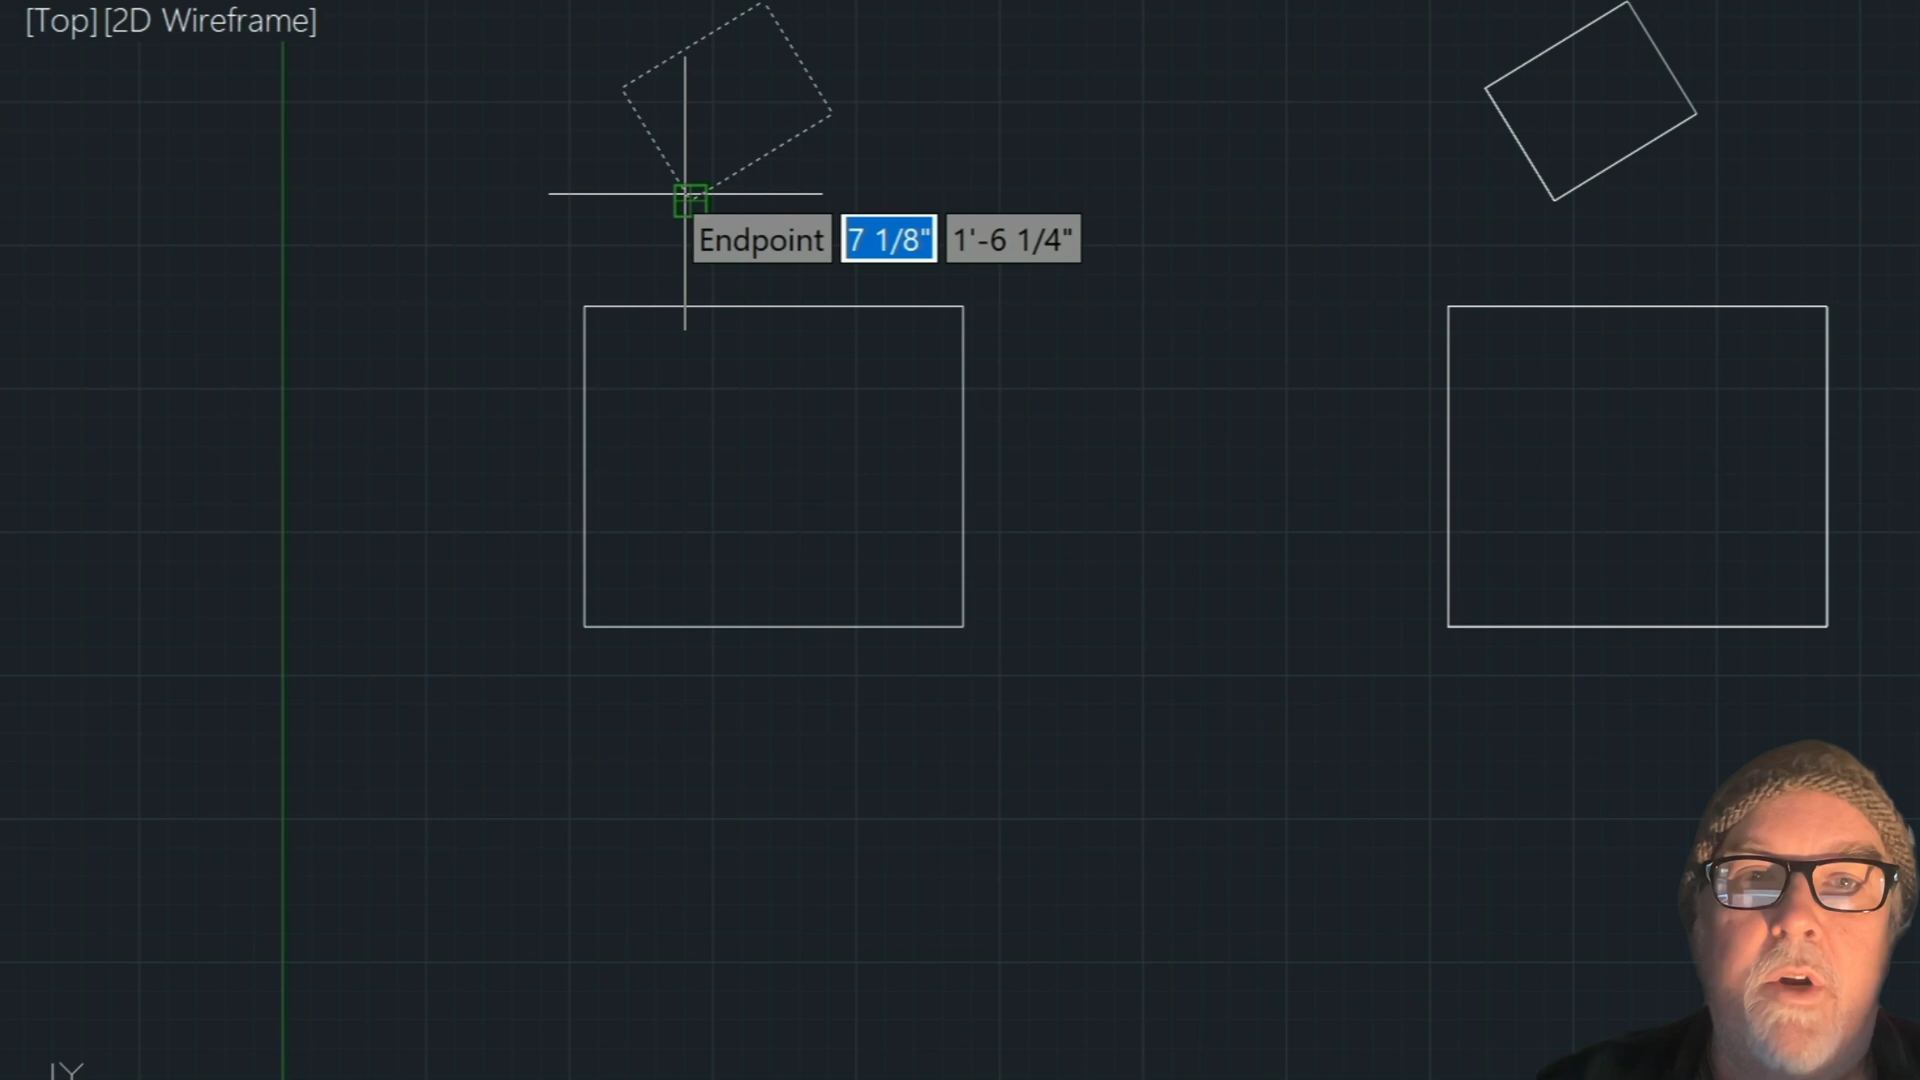 [Top][2D Wireframe]
Endpoint 7 1/8" 1'-6 1/4"
Y